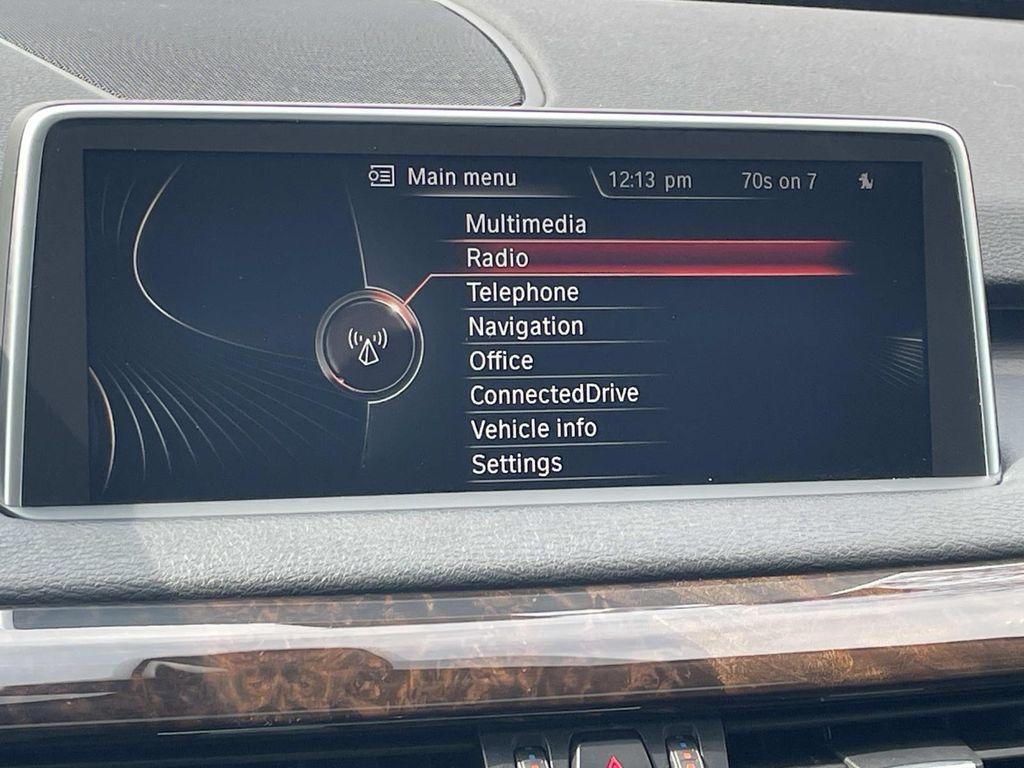 Main menu
12:13 pm
70s on 7
Multimedia
Radio
Telephone
Navigation
Office
ConnectedDrive
Vehicle info
Settings